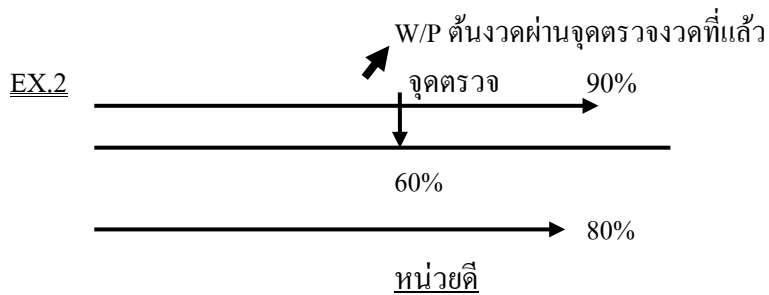 W/P ต้นงวดผ่านจุดตรวจงวดที่แล้ว
EX.2 จุดตรวจ 90%
60%
80%
หน่วยดี